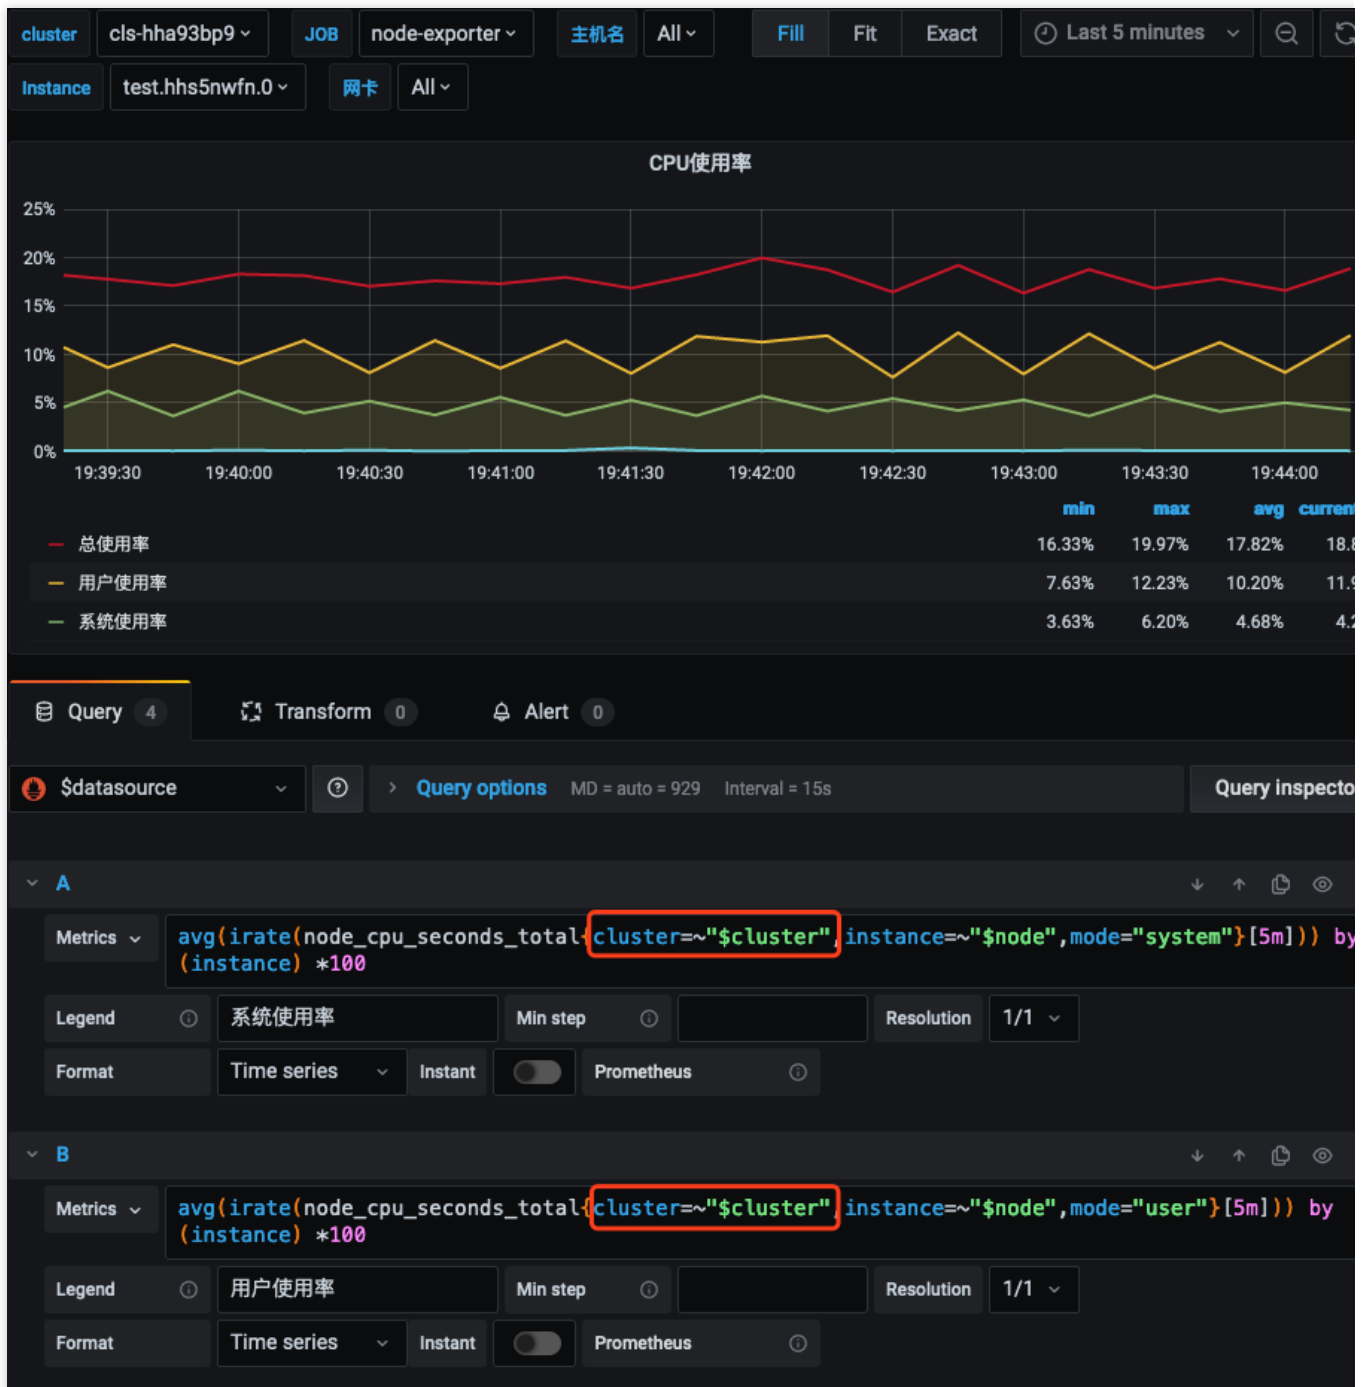 cluster cls-hha93bp9 JOB node-exporter 主机名 All Fill Fit Exact Last 5 minutes
Instance test.hhs5nwfn.0 网卡 All
CPU使用率
25%
20%
15%
10%
5%
0%
19:39:30 19:40:00 19:40:30 19:41:00 19:41:30 19:42:00 19:42:30 19:43:00 19:43:30 19:44:00
min max avg current
总使用率 16.33% 19.97% 17.82% 18.8
用户使用率 7.63% 12.23% 10.20% 11.9
系统使用率 3.63% 6.20% 4.68% 4.2
Query 4 Transform 0 Alert 0
$datasource Query options MD = auto = 929 Interval = 15s Query inspecto
A
Metrics avg(irate(node_cpu_seconds_total{cluster=~"$cluster",instance=~"$node",mode="system"}[5m])) by
(instance) *100
Legend 系统使用率 Min step Resolution 1/1
Format Time series Instant Prometheus
B
Metrics avg(irate(node_cpu_seconds_total{cluster=~"$cluster",instance=~"$node",mode="user"}[5m])) by
(instance) *100
Legend 用户使用率 Min step Resolution 1/1
Format Time series Instant Prometheus